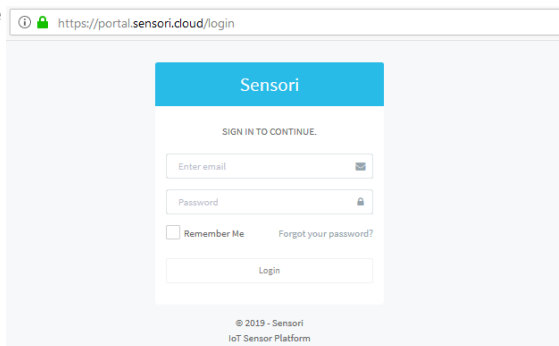 https://portal.sensori.cloud/login
Sensori
SIGN IN TO CONTINUE.
Enter email
Password
Remember Me Forgot your password?
Login
© 2019 - Sensori
IoT Sensor Platform